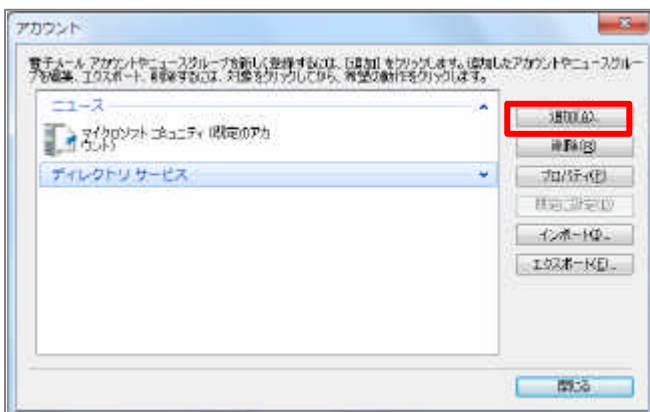 アカウント
電子メール アカウントやニュースグループを新しく登録するには、[追加] をクリックします。追加したアカウントやニュースグルー
プを編集、エクスポート、削除するには、対象をクリックしてから、希望の動作をクリックします。
ニュース
マイクロソフト コミュニティ (既定のアカ
ウント)
ディレクトリ サービス
追加(A)...
削除(R)
プロパティ(P)
既定に設定(D)
インポート(I)...
エクスポート(E)...
閉じる